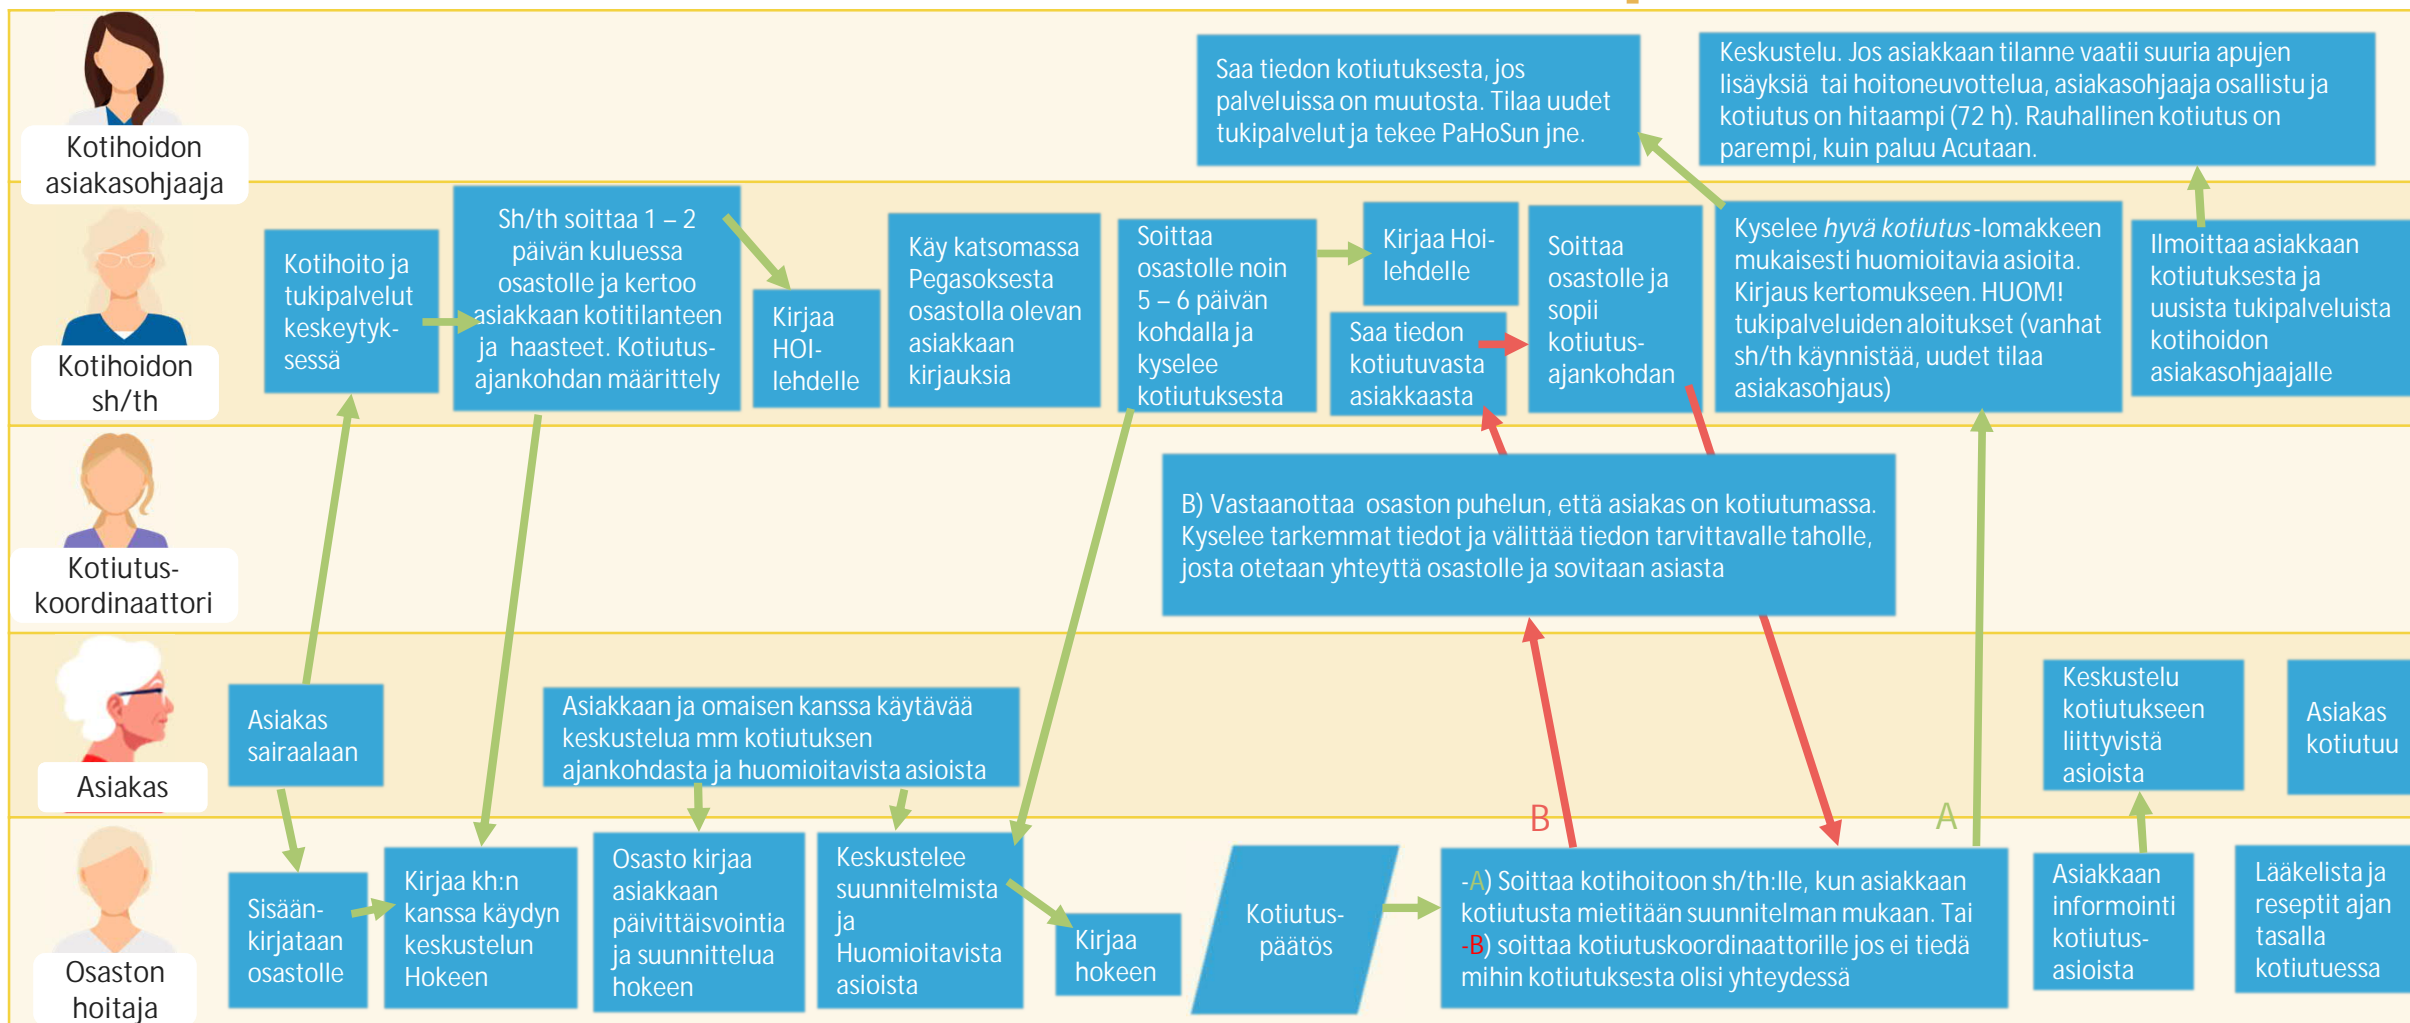 Saa tiedon kotiutuksesta, jos
palveluissa on muutosta. Tilaa uudet
tukipalvelut ja tekee PaHoSun jne.
Keskustelu. Jos asiakkaan tilanne vaatii suuria apujen
lisäyksiä tai hoitoneuvottelua, asiakasohjaaja osallistu ja
kotiutus on hitaampi (72 h). Rauhallinen kotiutus on
parempi, kuin paluu Acutaan.
Kotihoidon
asiakasohjaaja
Kotihoito ja
tukipalvelut
keskeytyk-
sessä
Sh/th soittaa 1 – 2
päivän kuluessa
osastolle ja kertoo
asiakkaan kotitilanteen
ja haasteet. Kotiutus-
ajankohdan määrittely
Kirjaa
HOI-
lehdelle
Käy katsomassa
Pegasoksesta
osastolla olevan
asiakkaan
kirjauksia
Soittaa
osastolle noin
5 – 6 päivän
kohdalla ja
kyselee
kotiutuksesta
Kirjaa Hoi-
lehdelle
Saa tiedon
kotiutuvasta
asiakkaasta
Soittaa
osastolle ja
sopii
kotiutus-
ajankohdan
Kyselee hyvä kotiutus-lomakkeen
mukaisesti huomioitavia asioita.
Kirjaus kertomukseen. HUOM!
tukipalveluiden aloitukset (vanhat
sh/th käynnistää, uudet tilaa
asiakasohjaus)
Ilmoittaa asiakkaan
kotiutuksesta ja
uusista tukipalveluista
kotihoidon
asiakasohjaajalle
Kotihoidon
sh/th
B) Vastaanottaa osaston puhelun, että asiakas on kotiutumassa.
Kyselee tarkemmat tiedot ja välittää tiedon tarvittavalle taholle,
josta otetaan yhteyttä osastolle ja sovitaan asiasta
Kotiutus-
koordinaattori
Asiakas
sairaalaan
Asiakkaan ja omaisen kanssa käytävää
keskustelua mm kotiutuksen
ajankohdasta ja huomioitavista asioista
Keskustelu
kotiutukseen
liittyvistä
asioista
Asiakas
kotiutuu
Asiakas
B
A
Sisään-
kirjataan
osastolle
Kirjaa kh:n
kanssa käydyn
keskustelun
Hokeen
Osasto kirjaa
asiakkaan
päivittäisvointia
ja suunnittelua
hokeen
Keskustelee
suunnitelmista
ja
Huomioitavista
asioista
Kirjaa
hokeen
Kotiutus-
päätös
-A) Soittaa kotihoitoon sh/th:lle, kun asiakkaan
kotiutusta mietitään suunnitelman mukaan. Tai
-B) soittaa kotiutuskoordinaattorille jos ei tiedä
mihin kotiutuksesta olisi yhteydessä
Asiakkaan
informointi
kotiutus-
asioista
Lääkelista ja
reseptit ajan
tasalla
kotiutuessa
Osaston
hoitaja